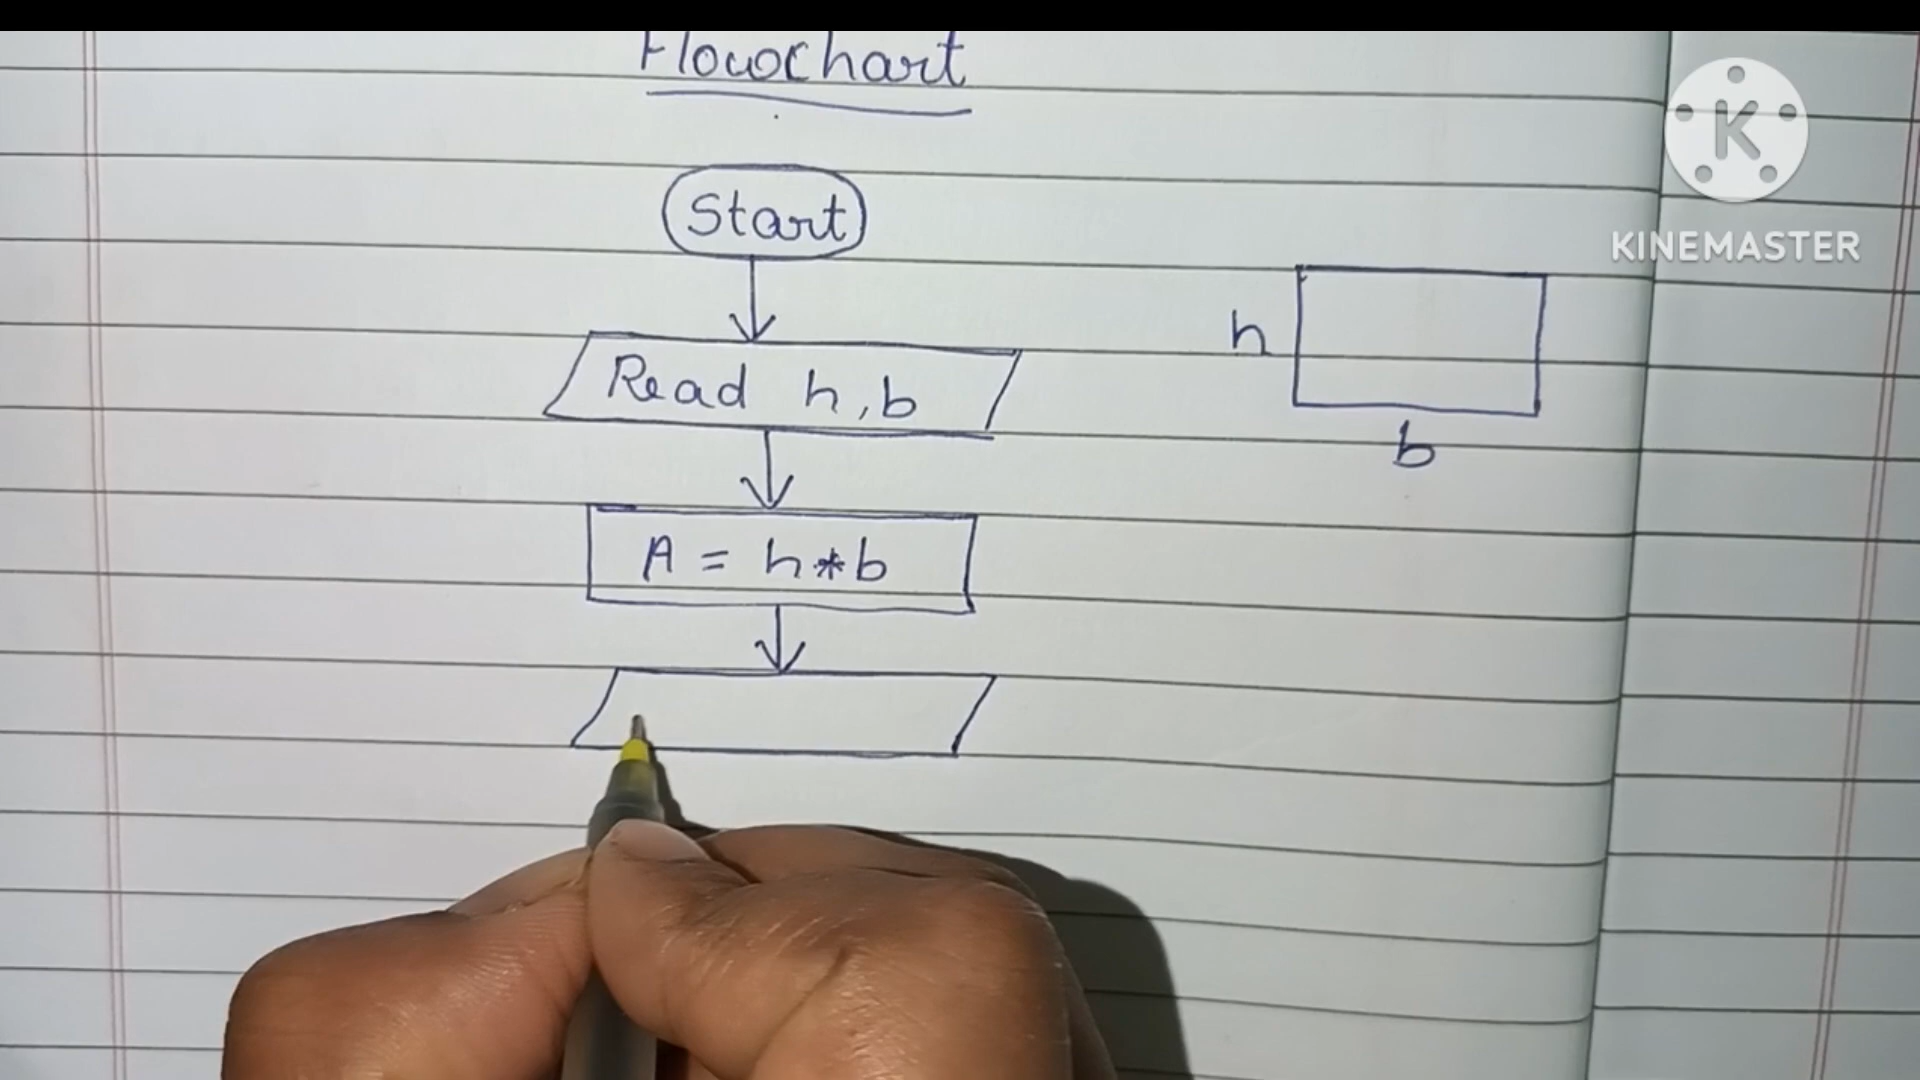 Flowchart
Start
Read h, b
A = h * b
h
b
K
KINEMASTER